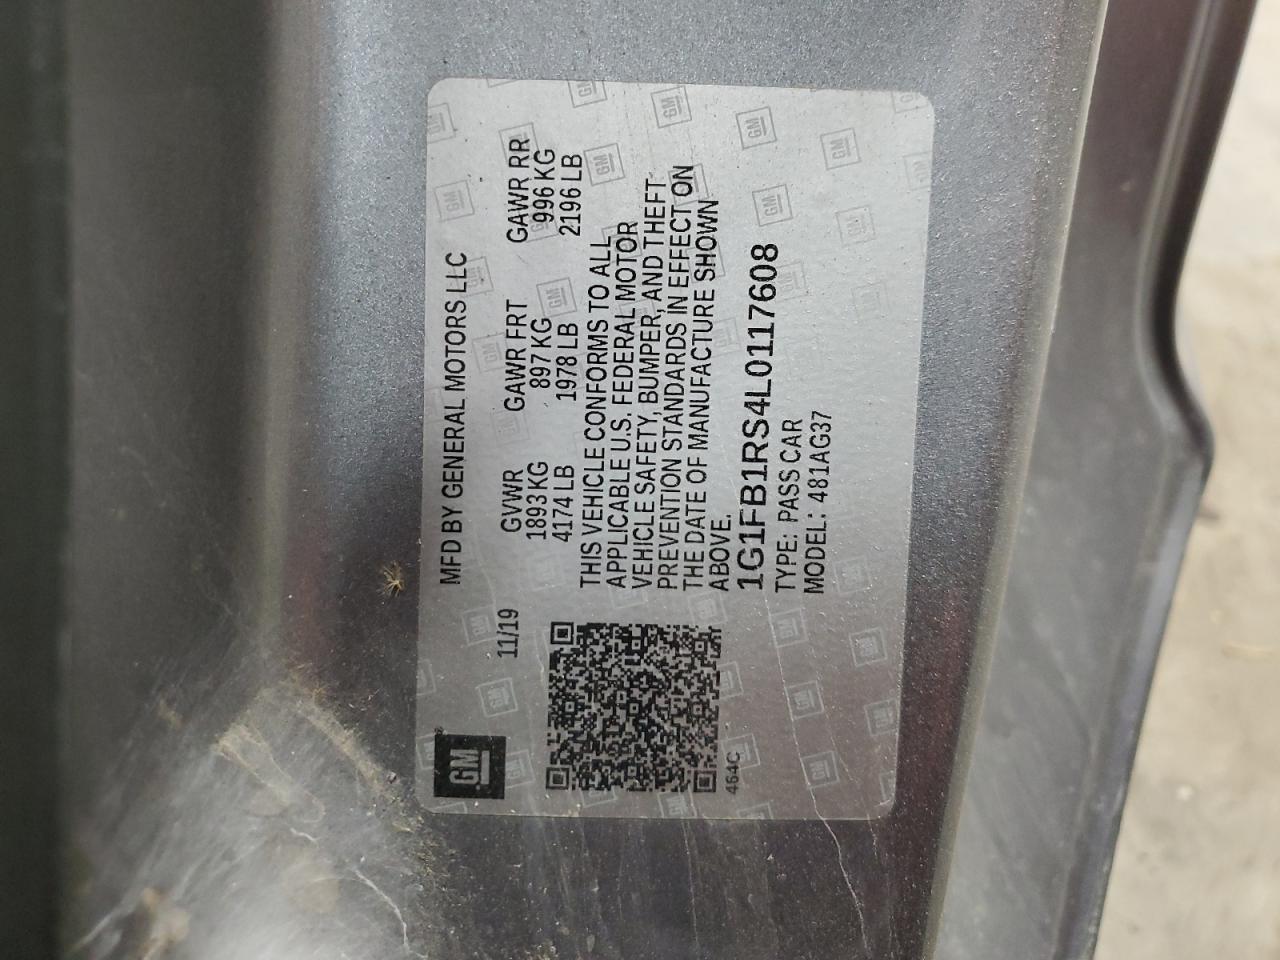 GM
11/19
MFD BY GENERAL MOTORS LLC
GVWR GAWR FRT GAWR RR
1893 KG 897 KG 996 KG
4174 LB 1978 LB 2196 LB
THIS VEHICLE CONFORMS TO ALL
APPLICABLE U.S. FEDERAL MOTOR
VEHICLE SAFETY, BUMPER, AND THEFT
PREVENTION STANDARDS IN EFFECT ON
THE DATE OF MANUFACTURE SHOWN
ABOVE.
1G1FB1RS4L0117608
TYPE: PASS CAR
MODEL: 481AG37
464C